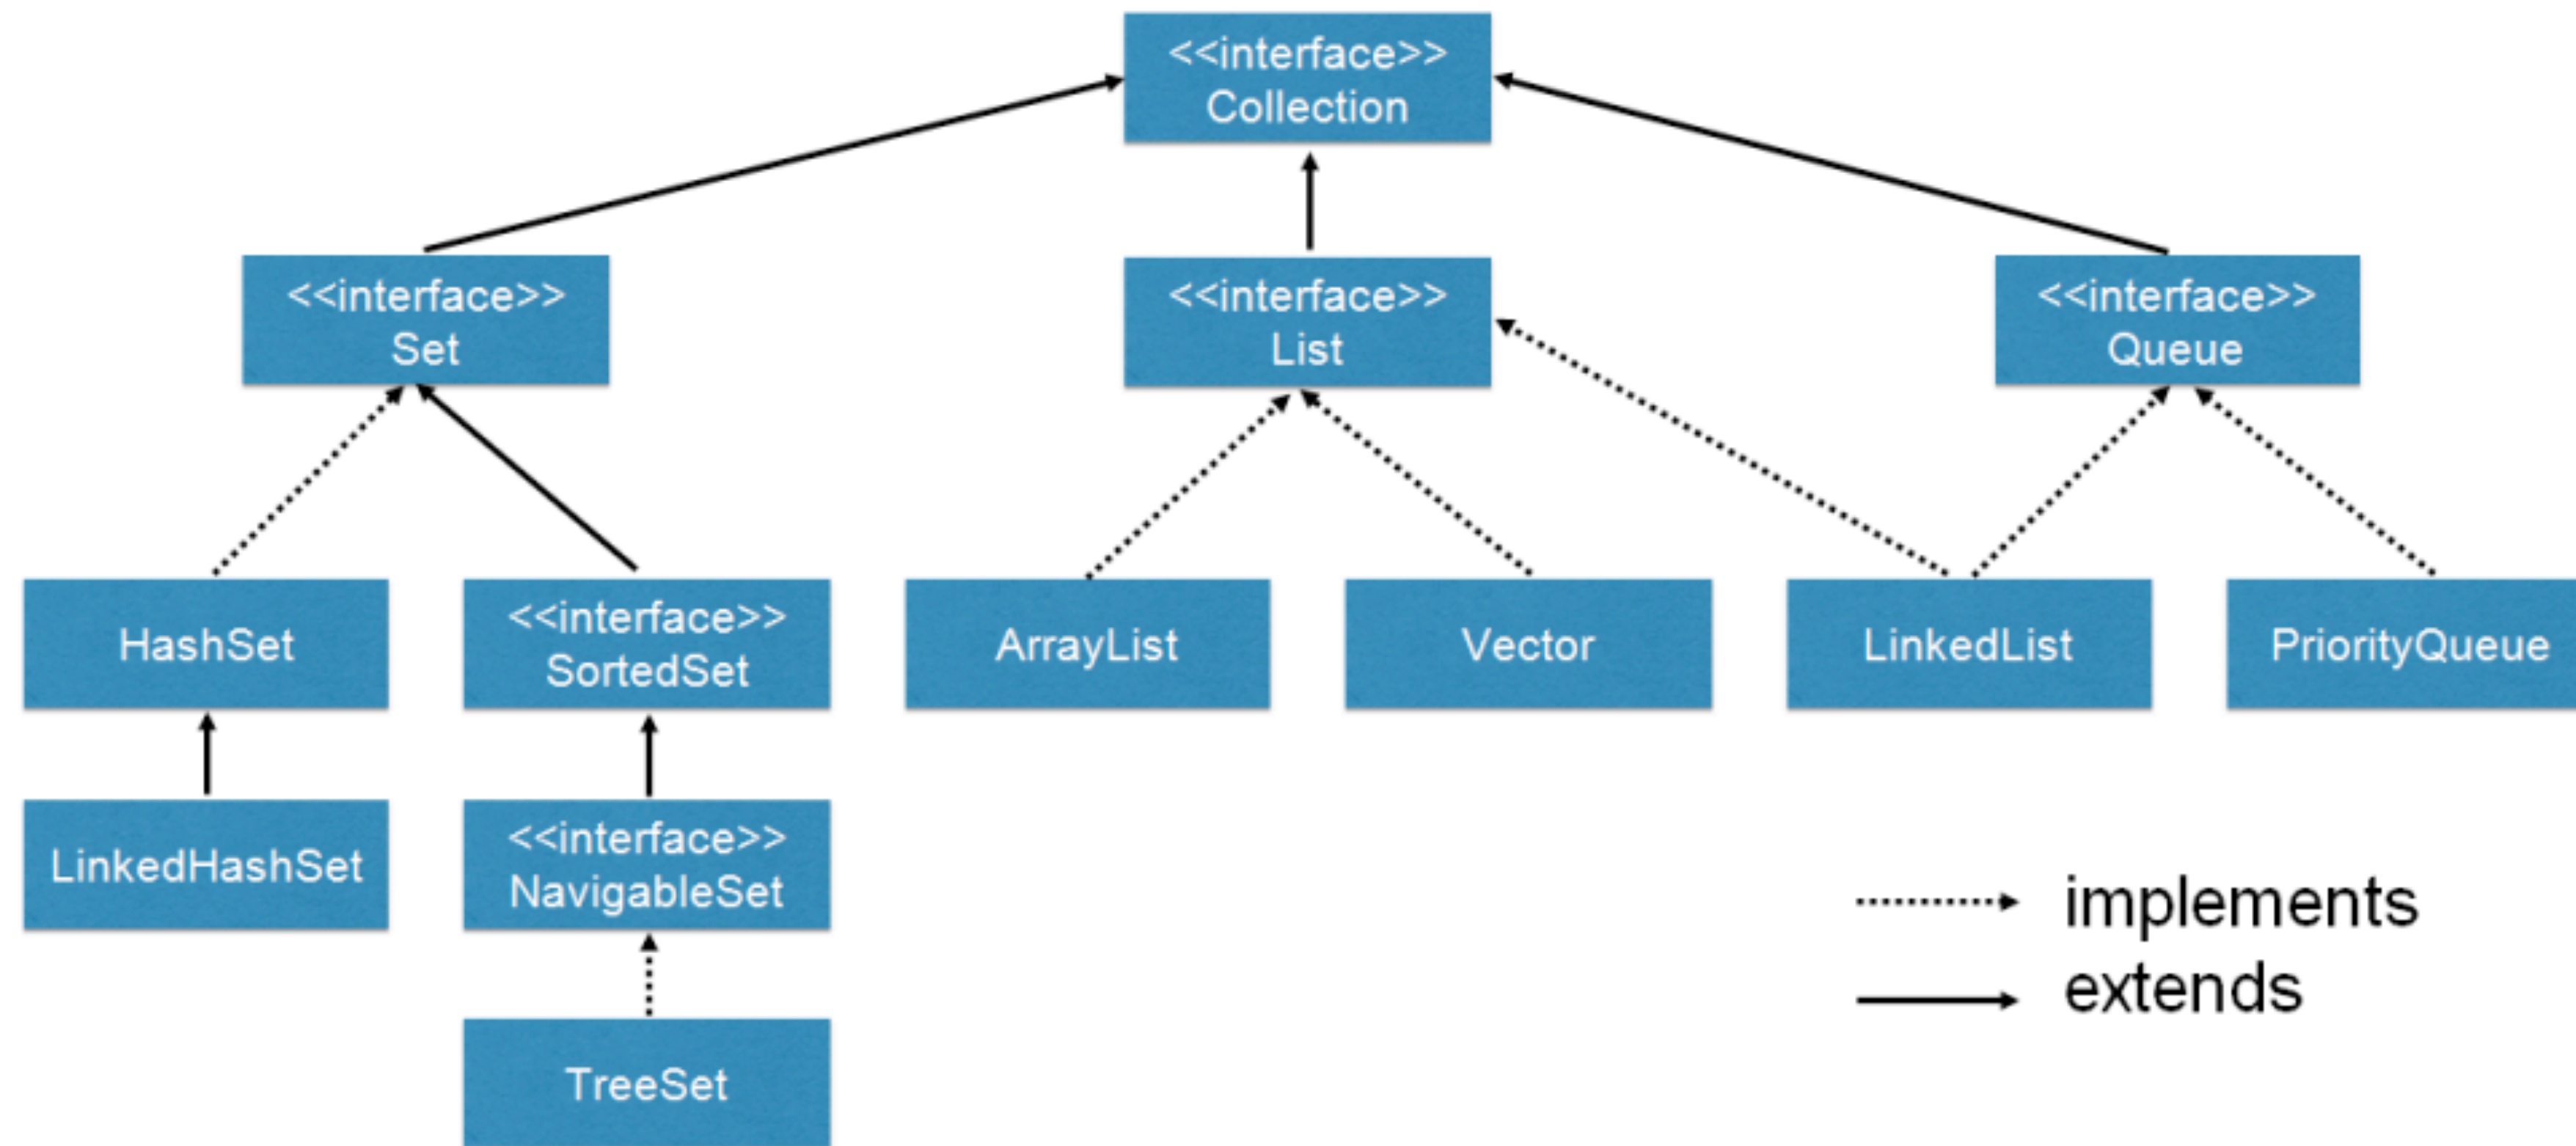 <<interface>>
Collection
<<interface>>
Set
<<interface>>
List
<<interface>>
Queue
HashSet
<<interface>>
SortedSet
ArrayList
Vector
LinkedList
PriorityQueue
LinkedHashSet
<<interface>>
NavigableSet
TreeSet
implements
extends